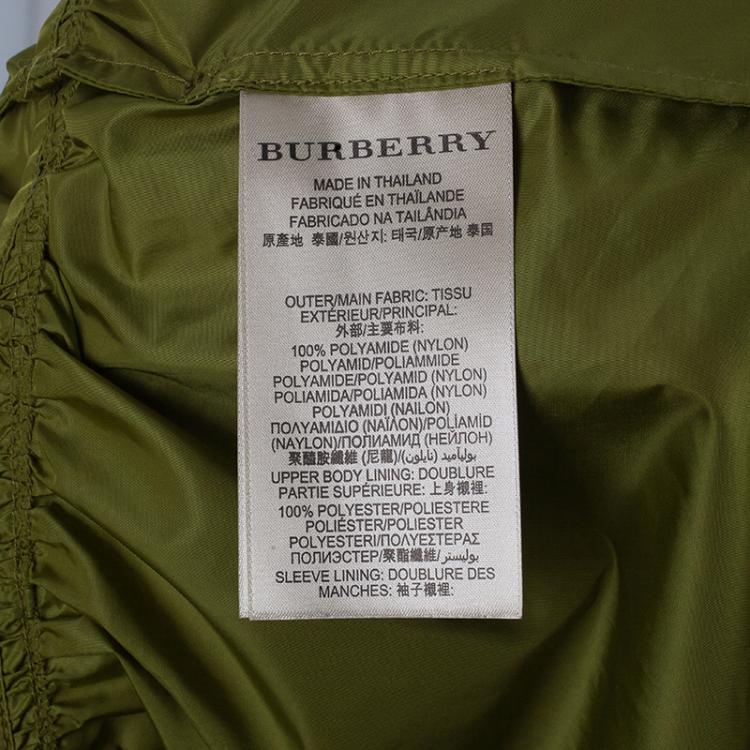 BURBERRY
MADE IN THAILAND
FABRIQUÉ EN THAÏLANDE
FABRICADO NA TAILÂNDIA
原產地 泰國/원산지: 태국/原产地 泰国
OUTER/MAIN FABRIC: TISSU
EXTÉRIEUR/PRINCIPAL:
外部/主要布料:
100% POLYAMIDE (NYLON)
POLYAMID/POLIAMMIDE
POLYAMIDE/POLYAMID (NYLON)
POLIAMIDA/POLIAMIDA (NYLON)
POLYAMIDI (NAILON)
ΠΟΛΥΑΜΙΔΙΟ (ΝΑΪΛΟΝ)/POLÍAMÍD
(NAYLON)/ПОЛИАМИД (НЕЙЛОН)
聚醯胺纖維 (尼龍)/بولياميد (نايلون)
UPPER BODY LINING: DOUBLURE
PARTIE SUPÉRIEURE: 上身襯裡:
100% POLYESTER/POLIESTERE
POLIÉSTER/POLIESTER
POLYESTERI/ΠΟΛΥΕΣΤΕΡΑΣ
ПОЛИЭСТЕР/聚酯纖維/بوليستر
SLEEVE LINING: DOUBLURE DES
MANCHES: 袖子襯裡: